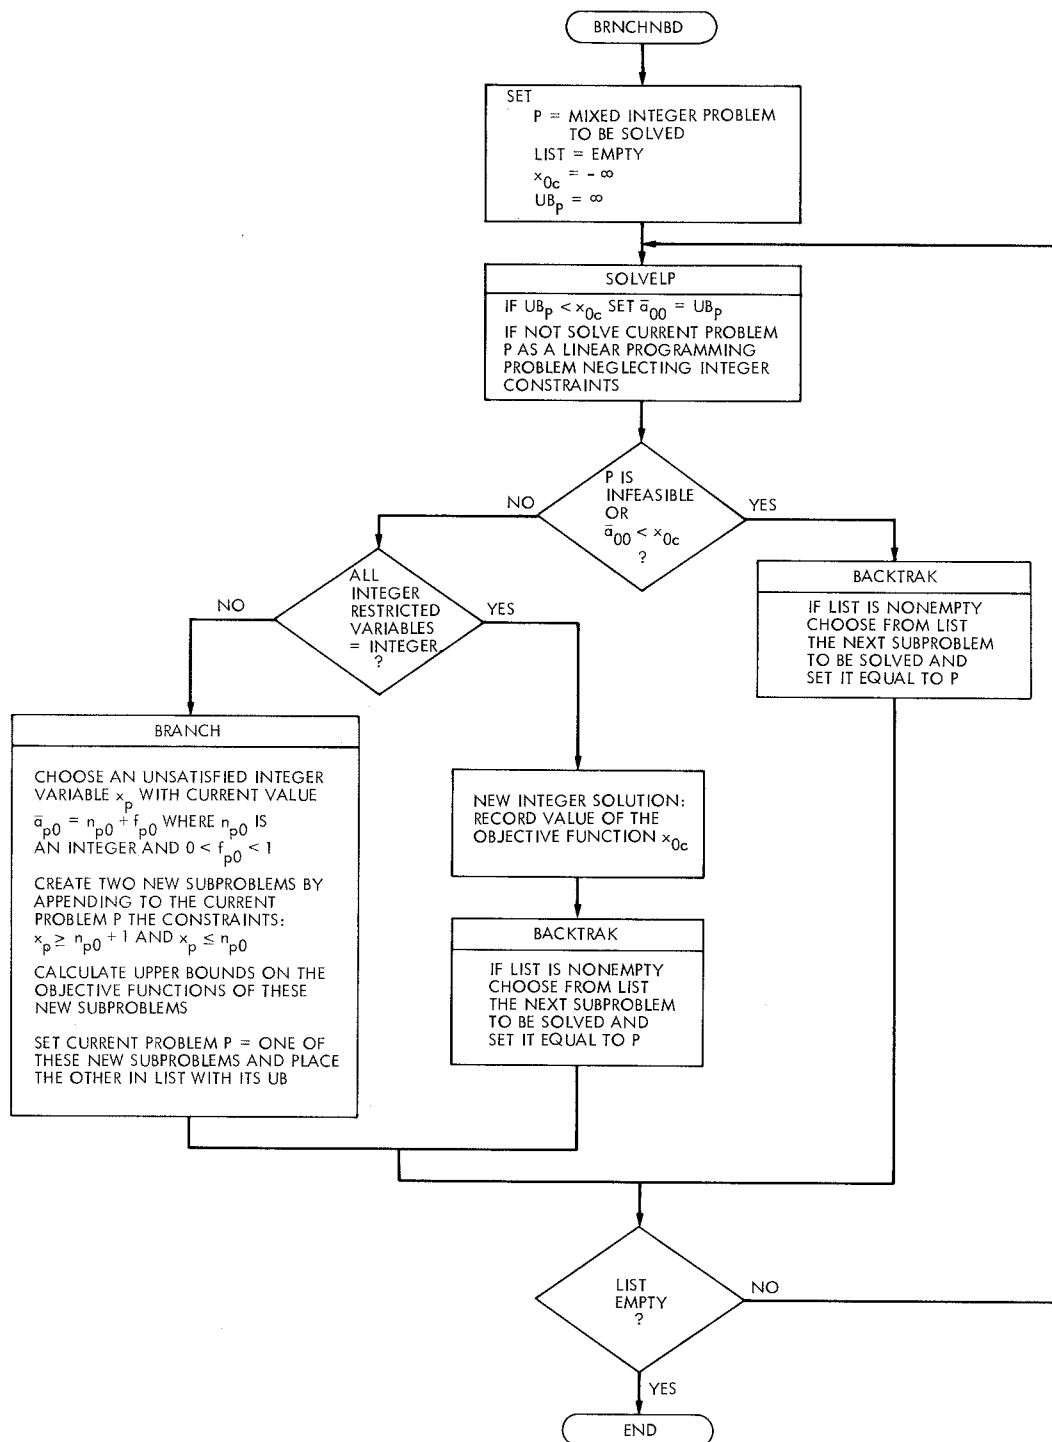 BRNCHNBD
SET
P = MIXED INTEGER PROBLEM
TO BE SOLVED
LIST = EMPTY
x₀c = - ∞
UBₚ = ∞
SOLVELP
IF UBₚ < x₀c SET a̅₀₀ = UBₚ
IF NOT SOLVE CURRENT PROBLEM
P AS A LINEAR PROGRAMMING
PROBLEM NEGLECTING INTEGER
CONSTRAINTS
P IS
INFEASIBLE
OR
a̅₀₀ < x₀c
?
NO
YES
ALL
INTEGER
RESTRICTED
VARIABLES
= INTEGER
?
NO
YES
BACKTRAK
IF LIST IS NONEMPTY
CHOOSE FROM LIST
THE NEXT SUBPROBLEM
TO BE SOLVED AND
SET IT EQUAL TO P
BRANCH
CHOOSE AN UNSATISFIED INTEGER
VARIABLE xₚ WITH CURRENT VALUE
a̅ₚ₀ = nₚ₀ + fₚ₀ WHERE nₚ₀ IS
AN INTEGER AND 0 < fₚ₀ < 1
CREATE TWO NEW SUBPROBLEMS BY
APPENDING TO THE CURRENT
PROBLEM P THE CONSTRAINTS:
xₚ ≥ nₚ₀ + 1 AND xₚ ≤ nₚ₀
CALCULATE UPPER BOUNDS ON THE
OBJECTIVE FUNCTIONS OF THESE
NEW SUBPROBLEMS
SET CURRENT PROBLEM P = ONE OF
THESE NEW SUBPROBLEMS AND PLACE
THE OTHER IN LIST WITH ITS UB
NEW INTEGER SOLUTION:
RECORD VALUE OF THE
OBJECTIVE FUNCTION x₀c
BACKTRAK
IF LIST IS NONEMPTY
CHOOSE FROM LIST
THE NEXT SUBPROBLEM
TO BE SOLVED AND
SET IT EQUAL TO P
LIST
EMPTY
?
NO
YES
END